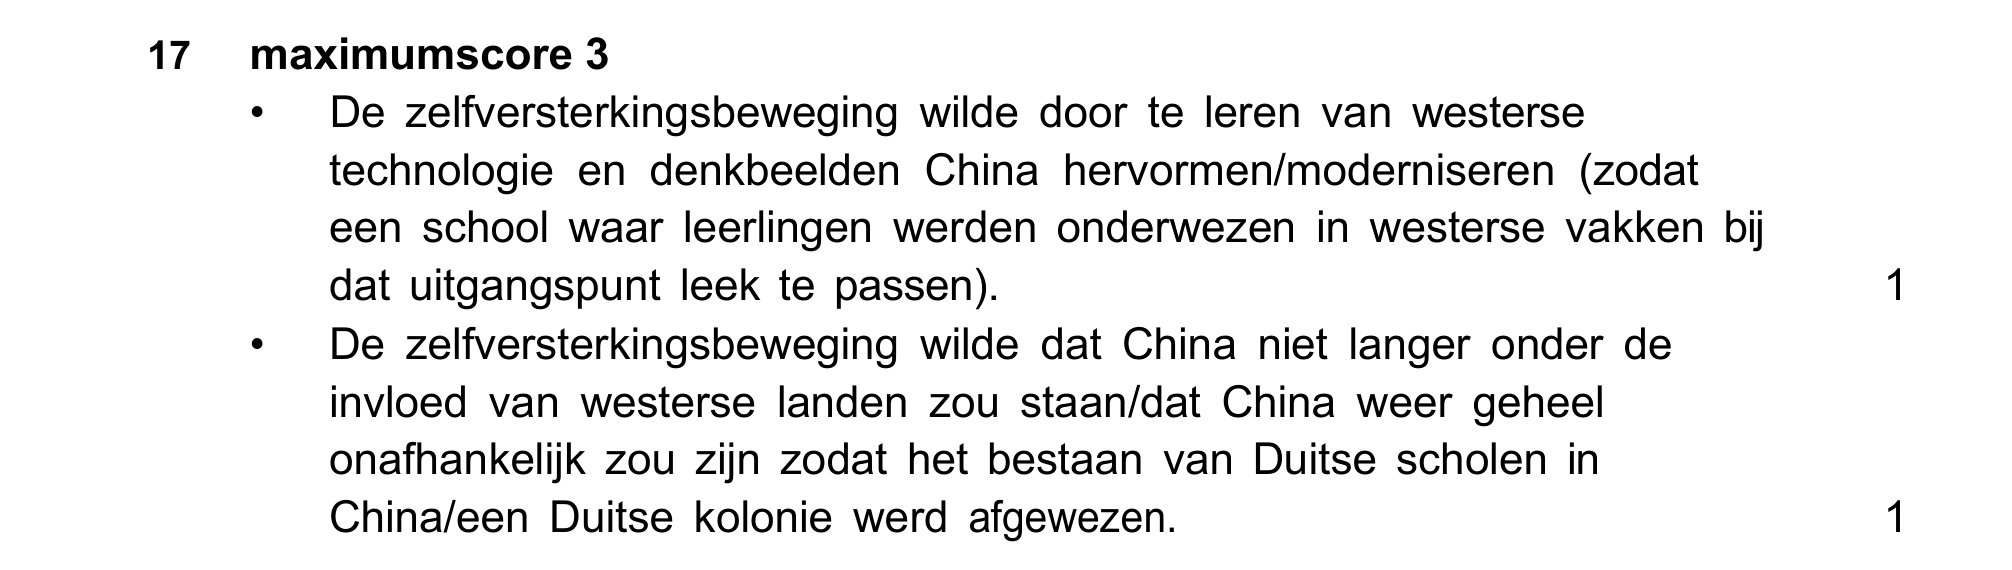 17 maximumscore 3
• De zelfversterkingsbeweging wilde door te leren van westerse
technologie en denkbeelden China hervormen/moderniseren (zodat
een school waar leerlingen werden onderwezen in westerse vakken bij
dat uitgangspunt leek te passen). 1
• De zelfversterkingsbeweging wilde dat China niet langer onder de
invloed van westerse landen zou staan/dat China weer geheel
onafhankelijk zou zijn zodat het bestaan van Duitse scholen in
China/een Duitse kolonie werd afgewezen. 1